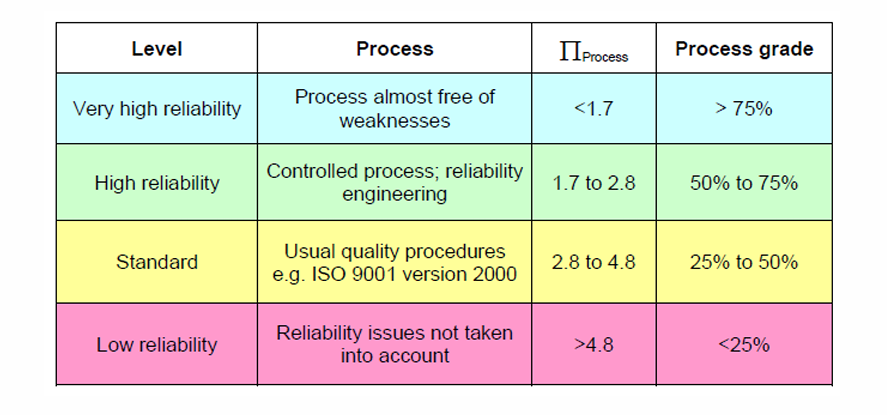 Level Process ∏Process Process grade
Very high reliability Process almost free of weaknesses <1.7 > 75%
High reliability Controlled process; reliability engineering 1.7 to 2.8 50% to 75%
Standard Usual quality procedures e.g. ISO 9001 version 2000 2.8 to 4.8 25% to 50%
Low reliability Reliability issues not taken into account >4.8 <25%